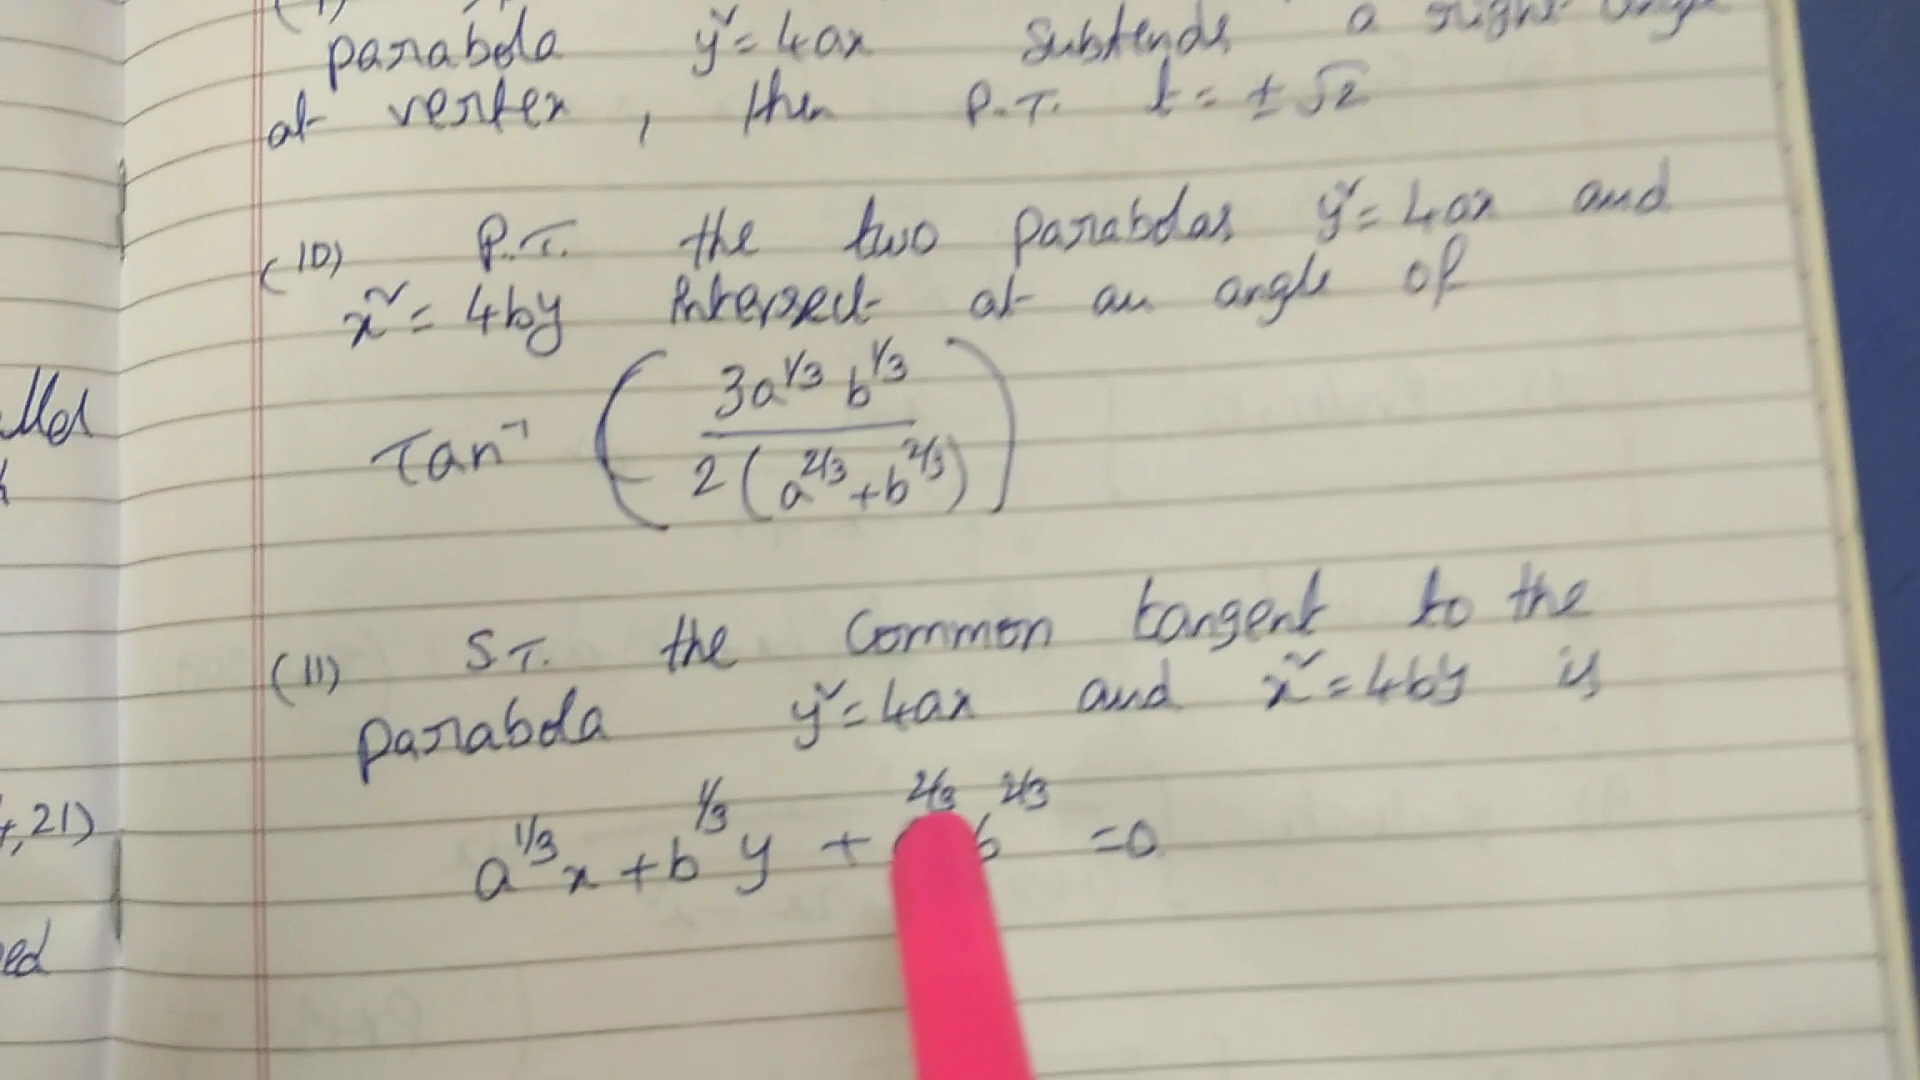 parabola y² = 4ax subtends a right angle
at vertex, then P.T. t = ± √2
(10) P.T. the two parabolas y² = 4ax and
x² = 4by intersect at an angle of
Tan⁻¹ ( 3a^1/3 b^1/3 / 2(a^2/3 + b^2/3) )
(11) S.T. the common tangent to the
parabola y² = 4ax and x² = 4by is
a^1/3 x + b^1/3 y + ^2/3 b^2/3 = 0
,21)
ed